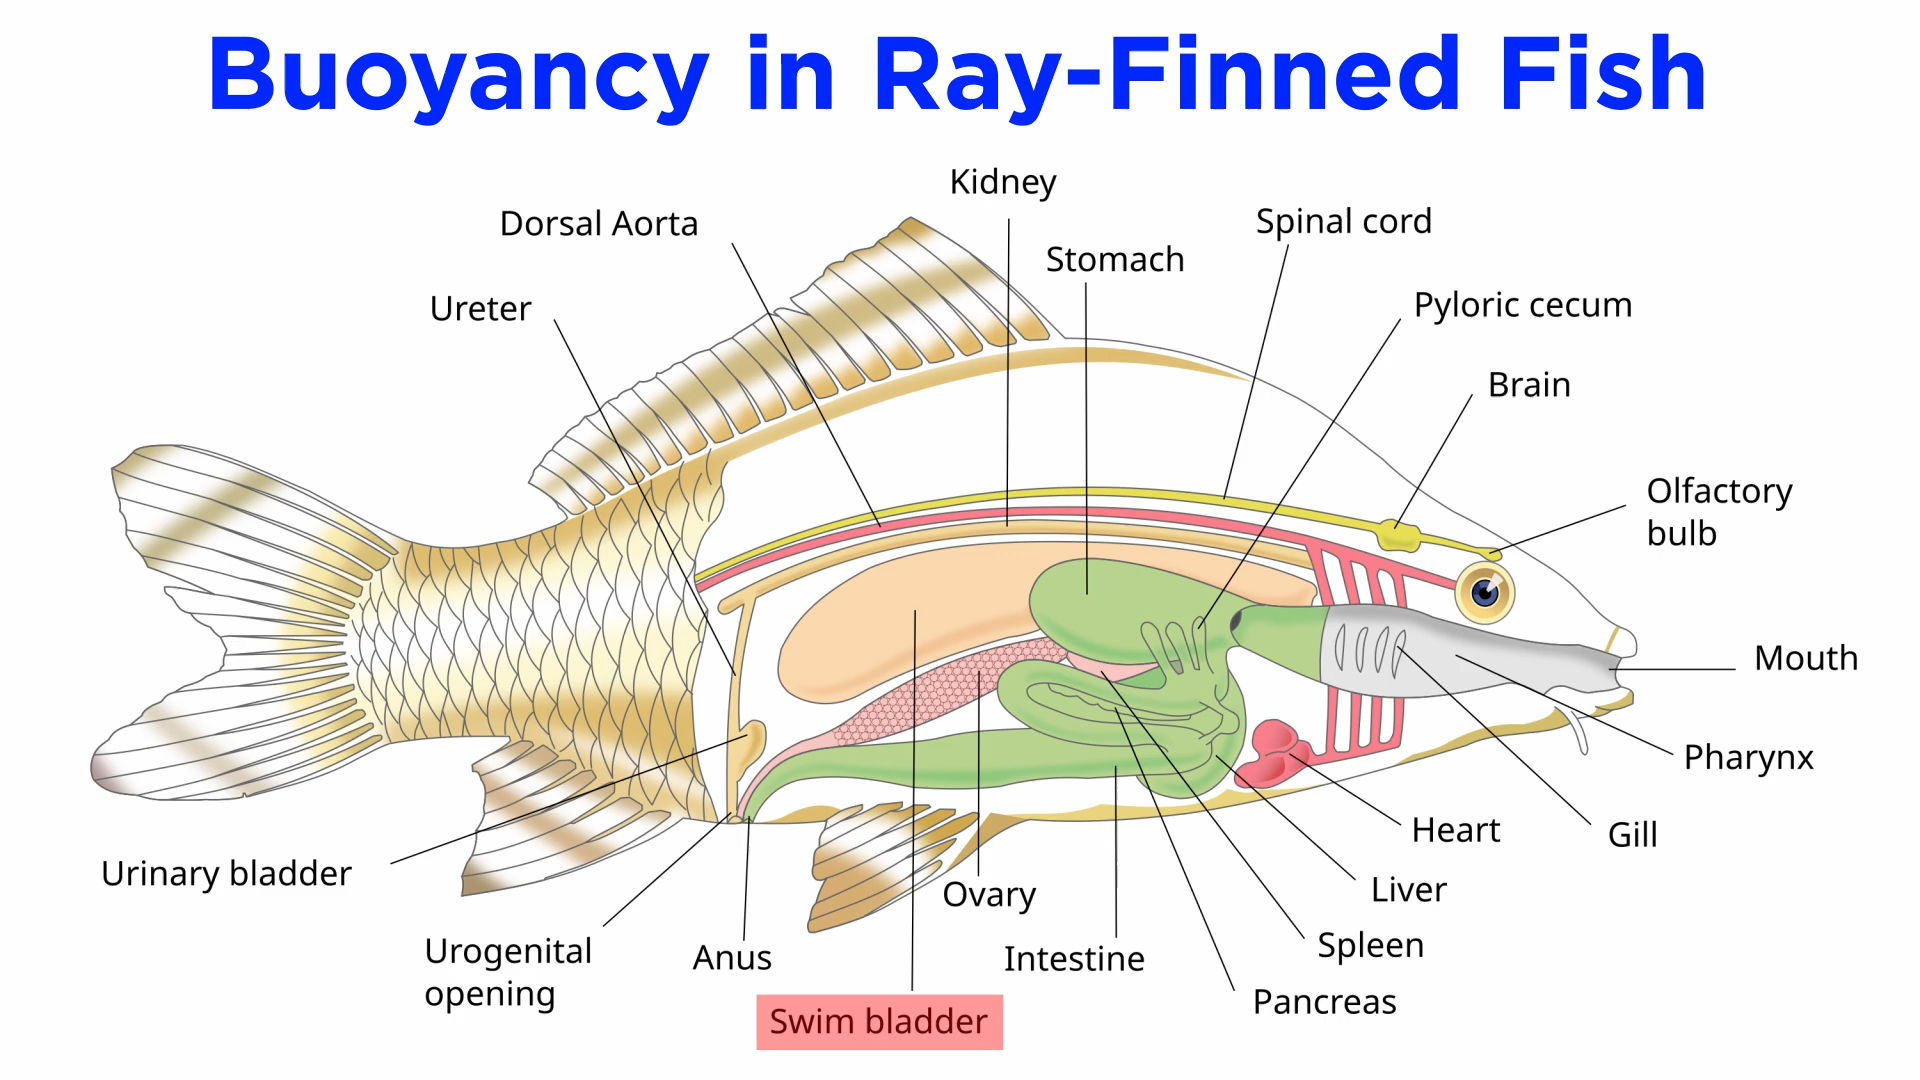 Buoyancy in Ray-Finned Fish
Kidney
Dorsal Aorta
Spinal cord
Stomach
Ureter
Pyloric cecum
Brain
Olfactory
bulb
Mouth
Pharynx
Gill
Heart
Liver
Spleen
Pancreas
Intestine
Ovary
Swim bladder
Anus
Urogenital
opening
Urinary bladder